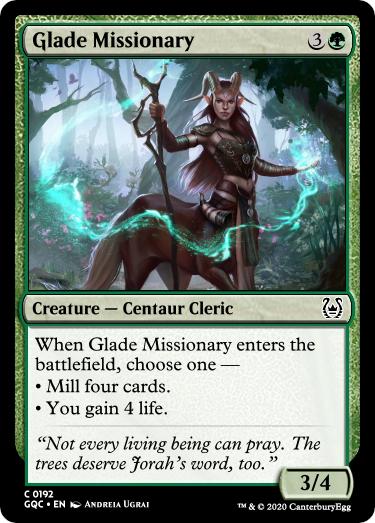 Glade Missionary 3
Creature — Centaur Cleric
When Glade Missionary enters the
battlefield, choose one —
• Mill four cards.
• You gain 4 life.
“Not every living being can pray. The
trees deserve Jorah’s word, too.”
3/4
C 0192
GQC • EN Andreia Ugrai
™ & © 2020 CanterburyEgg